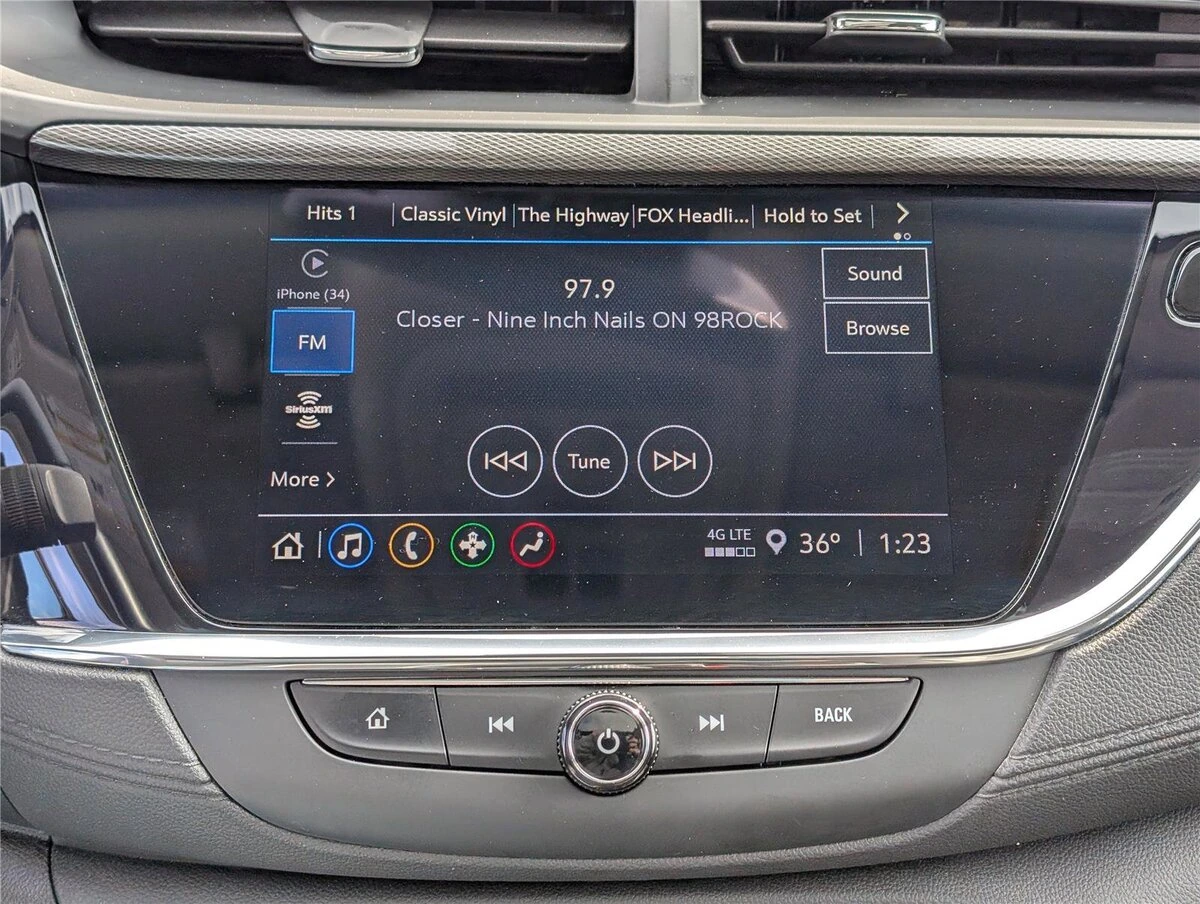 Hits 1 | Classic Vinyl | The Highway | FOX Headli... | Hold to Set |
iPhone (34)
97.9
Closer - Nine Inch Nails ON 98ROCK
Sound
Browse
FM
SiriusXM
More >
Tune
4G LTE
36° | 1:23
BACK